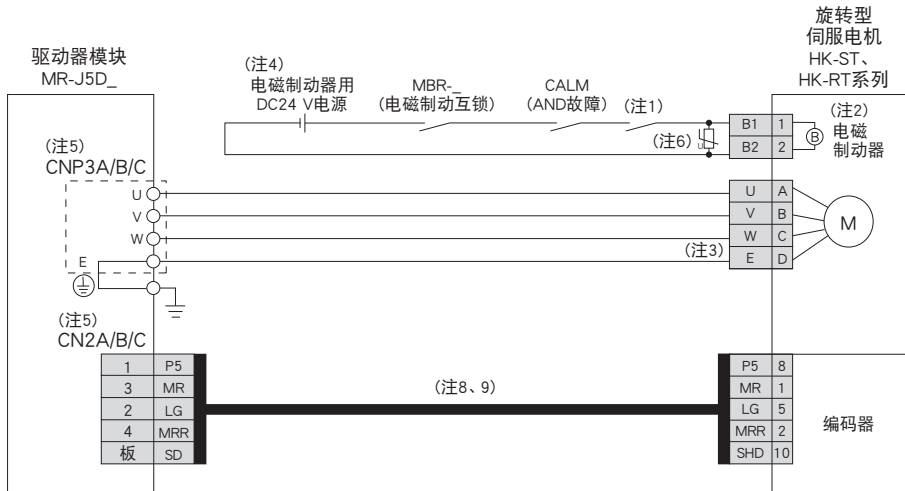 旋转型
伺服电机
HK-ST、
HK-RT系列
驱动器模块
MR-J5D_
(注4)
电磁制动器用
DC24 V电源
MBR-_
(电磁制动互锁)
CALM
(AND故障)
(注1)
(注6)
U
B1 1
B2 2
B
(注2)
电磁
制动器
(注5)
CNP3A/B/C
U
V
W
E
(注3)
U A
V B
W C
E D
M
(注5)
CN2A/B/C
1 P5
3 MR
2 LG
4 MRR
板 SD
(注8、9)
P5 8
MR 1
LG 5
MRR 2
SHD 10
编码器